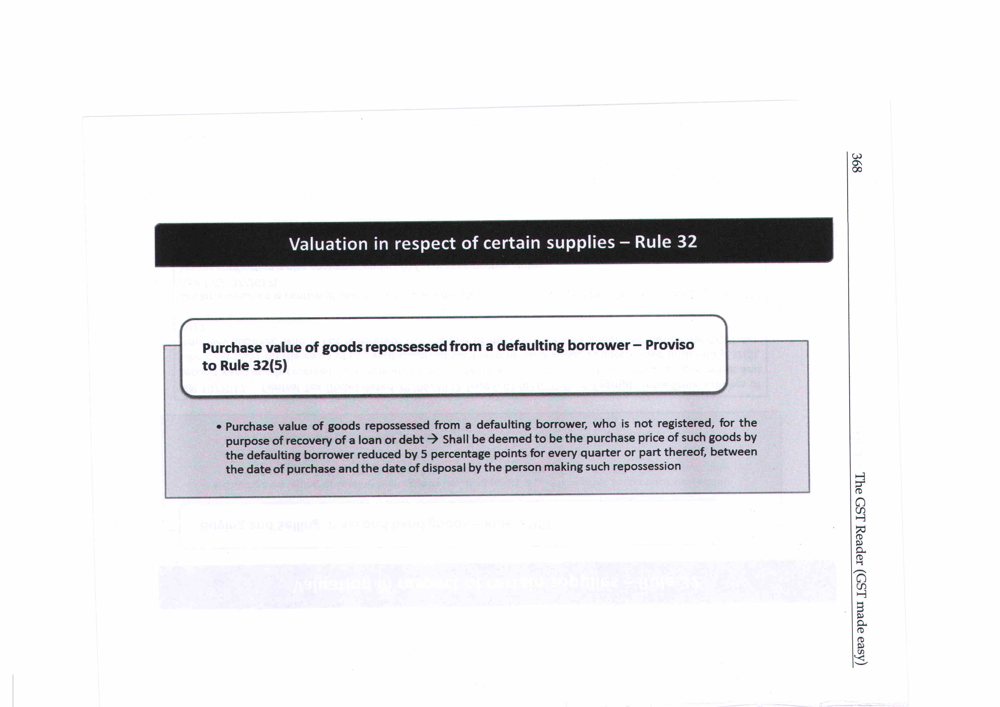 368
The GST Reader (GST made easy)
Valuation in respect of certain supplies – Rule 32
Purchase value of goods repossessed from a defaulting borrower – Proviso
to Rule 32(5)
• Purchase value of goods repossessed from a defaulting borrower, who is not registered, for the
purpose of recovery of a loan or debt → Shall be deemed to be the purchase price of such goods by
the defaulting borrower reduced by 5 percentage points for every quarter or part thereof, between
the date of purchase and the date of disposal by the person making such repossession